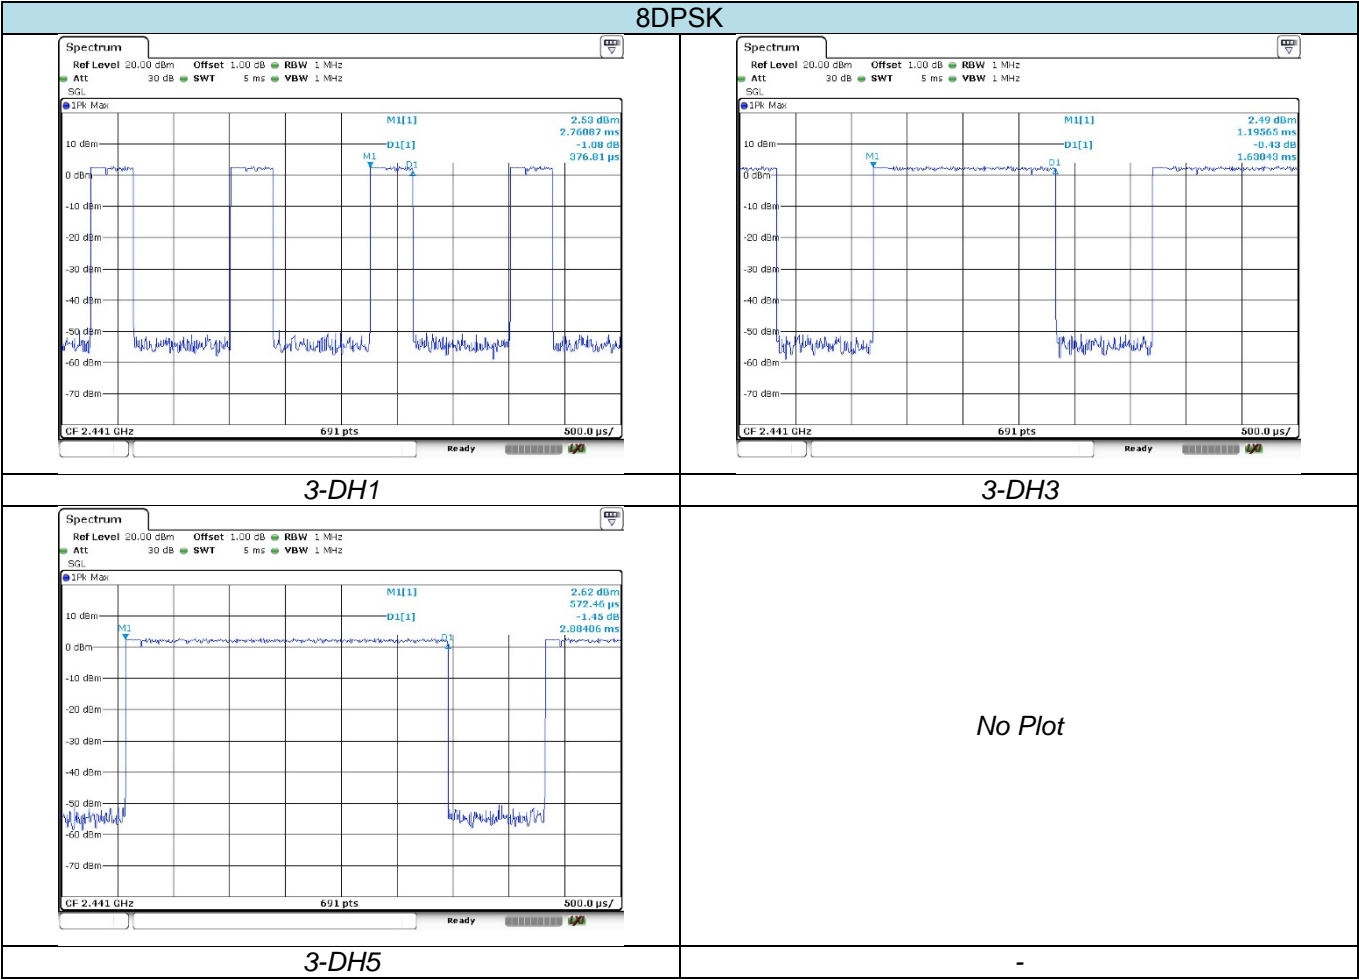 8DPSK
Spectrum
Ref Level 20.00 dBm Offset 1.00 dB RBW 1 MHz
Att 30 dB SWT 5 ms VBW 1 MHz
SGL
1Pk Max
M1[1] 2.53 dBm
2.76087 ms
10 dBm D1[1] -1.08 dB
376.81 µs
M1 D1
0 dBm
-10 dBm
-20 dBm
-30 dBm
-40 dBm
-50 dBm
-60 dBm
-70 dBm
CF 2.441 GHz 691 pts 500.0 µs/
Ready LXI
3-DH1
Spectrum
Ref Level 20.00 dBm Offset 1.00 dB RBW 1 MHz
Att 30 dB SWT 5 ms VBW 1 MHz
SGL
1Pk Max
M1[1] 2.49 dBm
1.19565 ms
10 dBm D1[1] -0.43 dB
1.63043 ms
M1 D1
0 dBm
-10 dBm
-20 dBm
-30 dBm
-40 dBm
-50 dBm
-60 dBm
-70 dBm
CF 2.441 GHz 691 pts 500.0 µs/
Ready LXI
3-DH3
Spectrum
Ref Level 20.00 dBm Offset 1.00 dB RBW 1 MHz
Att 30 dB SWT 5 ms VBW 1 MHz
SGL
1Pk Max
M1[1] 2.62 dBm
572.46 µs
10 dBm D1[1] -1.45 dB
2.88406 ms
M1 D1
0 dBm
-10 dBm
-20 dBm
-30 dBm
-40 dBm
-50 dBm
-60 dBm
-70 dBm
CF 2.441 GHz 691 pts 500.0 µs/
Ready LXI
3-DH5
No Plot
-